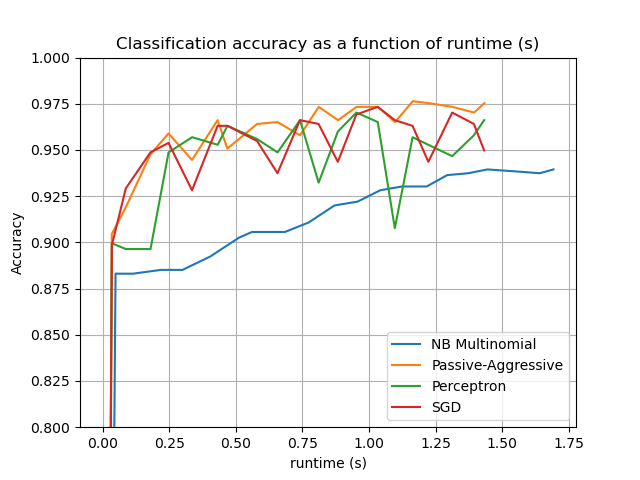 Classification accuracy as a function of runtime (s)
1.000
0.975
0.950
0.925
0.900
0.875
0.850
0.825
0.800
Accuracy
0.00 0.25 0.50 0.75 1.00 1.25 1.50 1.75
runtime (s)
NB Multinomial
Passive-Aggressive
Perceptron
SGD